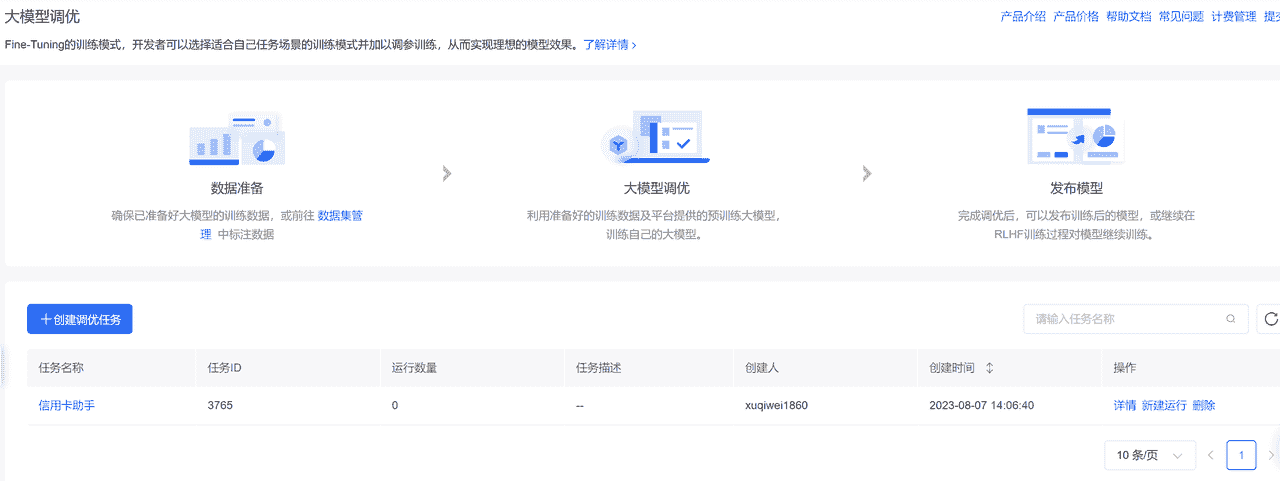 大模型调优
产品介绍 产品价格 帮助文档 常见问题 计费管理 提交
Fine-Tuning的训练模式，开发者可以选择适合自己任务场景的训练模式并加以调参训练，从而实现理想的模型效果。了解详情 >
数据准备
确保已准备好大模型的训练数据，或前往 数据集管
理 中标注数据
大模型调优
利用准备好的训练数据及平台提供的预训练大模型，
训练自己的大模型。
发布模型
完成调优后，可以发布训练后的模型，或继续在
RLHF训练过程对模型继续训练。
＋创建调优任务
请输入任务名称
任务名称 任务ID 运行数量 任务描述 创建人 创建时间 操作
信用卡助手 3765 0 -- xuqiwei1860 2023-08-07 14:06:40 详情 新建运行 删除
10 条/页 < 1 >